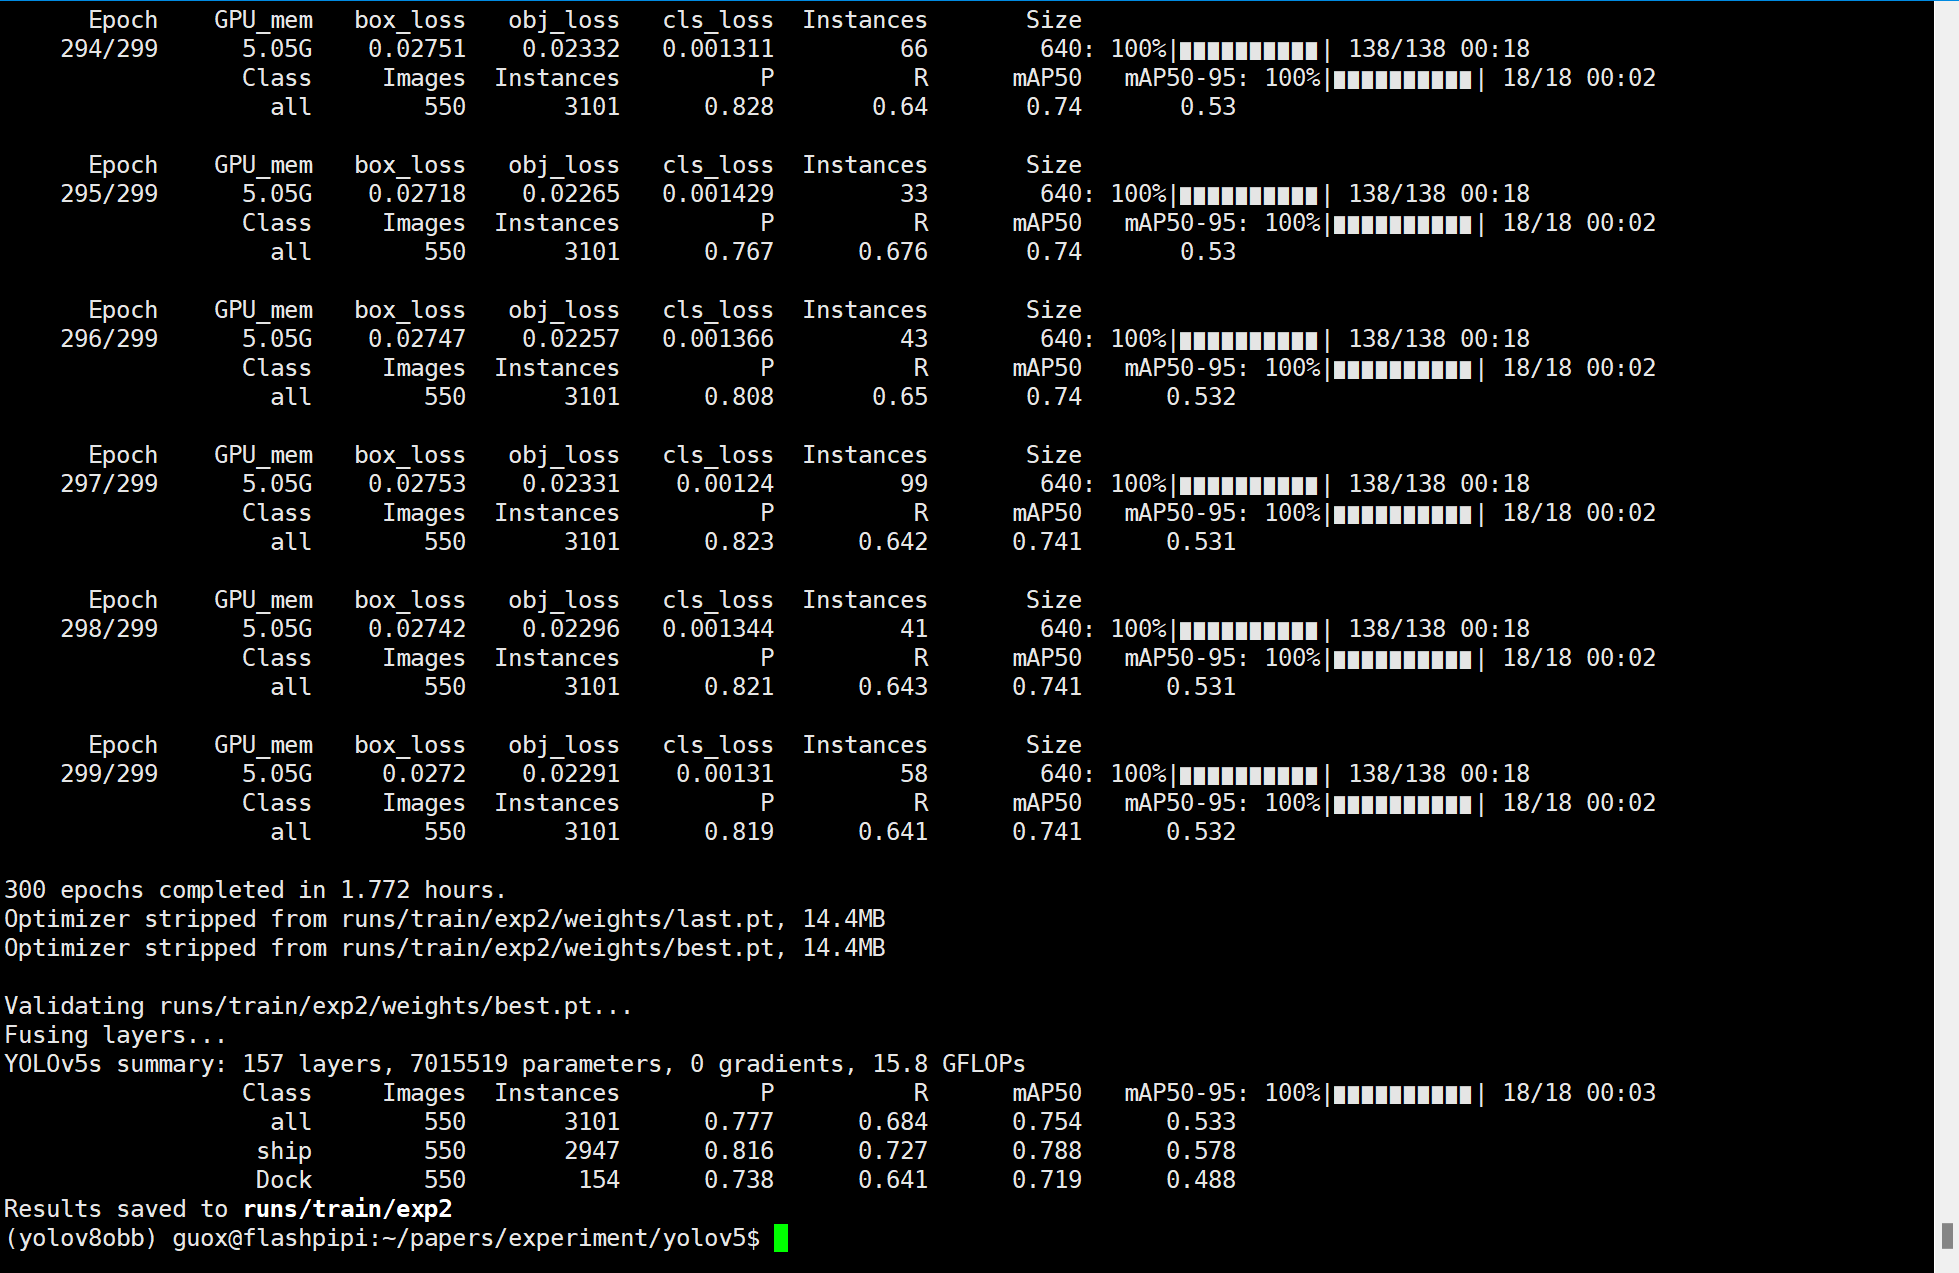 Epoch GPU_mem box_loss obj_loss cls_loss Instances Size
294/299 5.05G 0.02751 0.02332 0.001311 66 640: 100%|██████████| 138/138 00:18
Class Images Instances P R mAP50 mAP50-95: 100%|██████████| 18/18 00:02
all 550 3101 0.828 0.64 0.74 0.53
Epoch GPU_mem box_loss obj_loss cls_loss Instances Size
295/299 5.05G 0.02718 0.02265 0.001429 33 640: 100%|██████████| 138/138 00:18
Class Images Instances P R mAP50 mAP50-95: 100%|██████████| 18/18 00:02
all 550 3101 0.767 0.676 0.74 0.53
Epoch GPU_mem box_loss obj_loss cls_loss Instances Size
296/299 5.05G 0.02747 0.02257 0.001366 43 640: 100%|██████████| 138/138 00:18
Class Images Instances P R mAP50 mAP50-95: 100%|██████████| 18/18 00:02
all 550 3101 0.808 0.65 0.74 0.532
Epoch GPU_mem box_loss obj_loss cls_loss Instances Size
297/299 5.05G 0.02753 0.02331 0.00124 99 640: 100%|██████████| 138/138 00:18
Class Images Instances P R mAP50 mAP50-95: 100%|██████████| 18/18 00:02
all 550 3101 0.823 0.642 0.741 0.531
Epoch GPU_mem box_loss obj_loss cls_loss Instances Size
298/299 5.05G 0.02742 0.02296 0.001344 41 640: 100%|██████████| 138/138 00:18
Class Images Instances P R mAP50 mAP50-95: 100%|██████████| 18/18 00:02
all 550 3101 0.821 0.643 0.741 0.531
Epoch GPU_mem box_loss obj_loss cls_loss Instances Size
299/299 5.05G 0.0272 0.02291 0.00131 58 640: 100%|██████████| 138/138 00:18
Class Images Instances P R mAP50 mAP50-95: 100%|██████████| 18/18 00:02
all 550 3101 0.819 0.641 0.741 0.532
300 epochs completed in 1.772 hours.
Optimizer stripped from runs/train/exp2/weights/last.pt, 14.4MB
Optimizer stripped from runs/train/exp2/weights/best.pt, 14.4MB
Validating runs/train/exp2/weights/best.pt...
Fusing layers...
YOLOv5s summary: 157 layers, 7015519 parameters, 0 gradients, 15.8 GFLOPs
Class Images Instances P R mAP50 mAP50-95: 100%|██████████| 18/18 00:03
all 550 3101 0.777 0.684 0.754 0.533
ship 550 2947 0.816 0.727 0.788 0.578
Dock 550 154 0.738 0.641 0.719 0.488
Results saved to runs/train/exp2
(yolov8obb) guox@flashpipi:~/papers/experiment/yolov5$